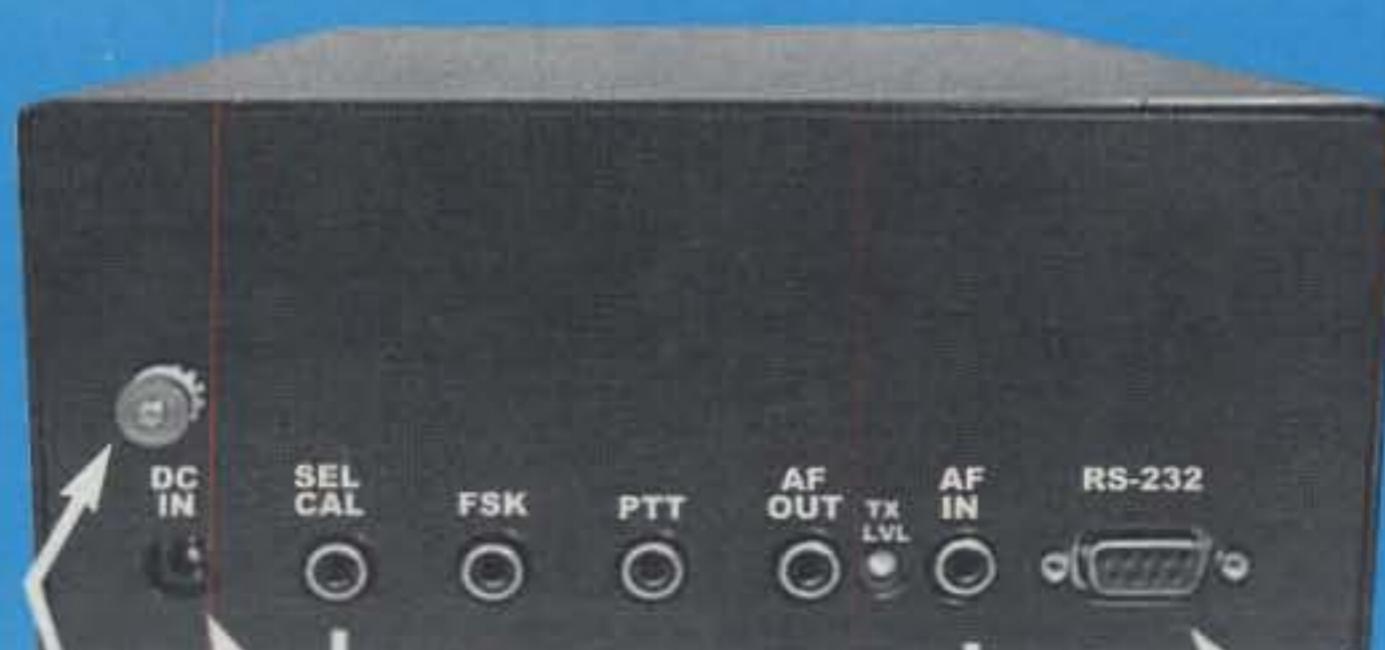 DC
IN
SEL
CAL
FSK
PTT
AF
OUT
TX
LVL
AF
IN
RS-232